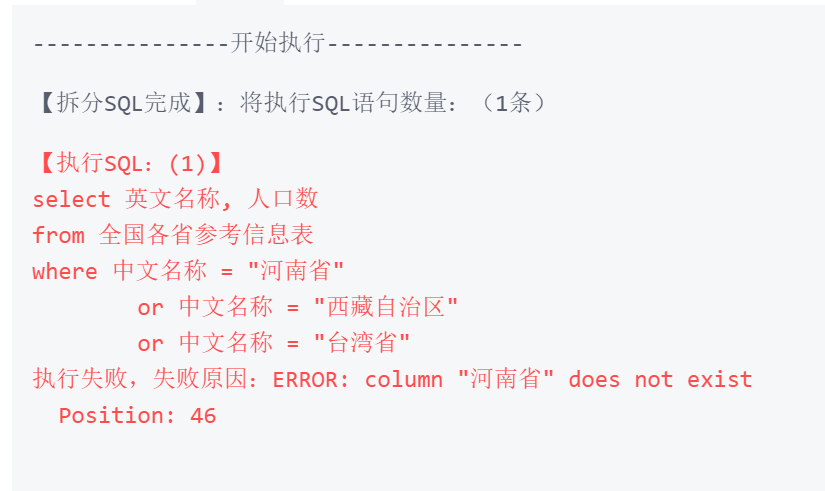 ---------------开始执行---------------
【拆分SQL完成】：将执行SQL语句数量：（1条）
【执行SQL：(1)】
select 英文名称, 人口数
from 全国各省参考信息表
where 中文名称 = "河南省"
        or 中文名称 = "西藏自治区"
        or 中文名称 = "台湾省"
执行失败，失败原因：ERROR: column "河南省" does not exist
  Position: 46